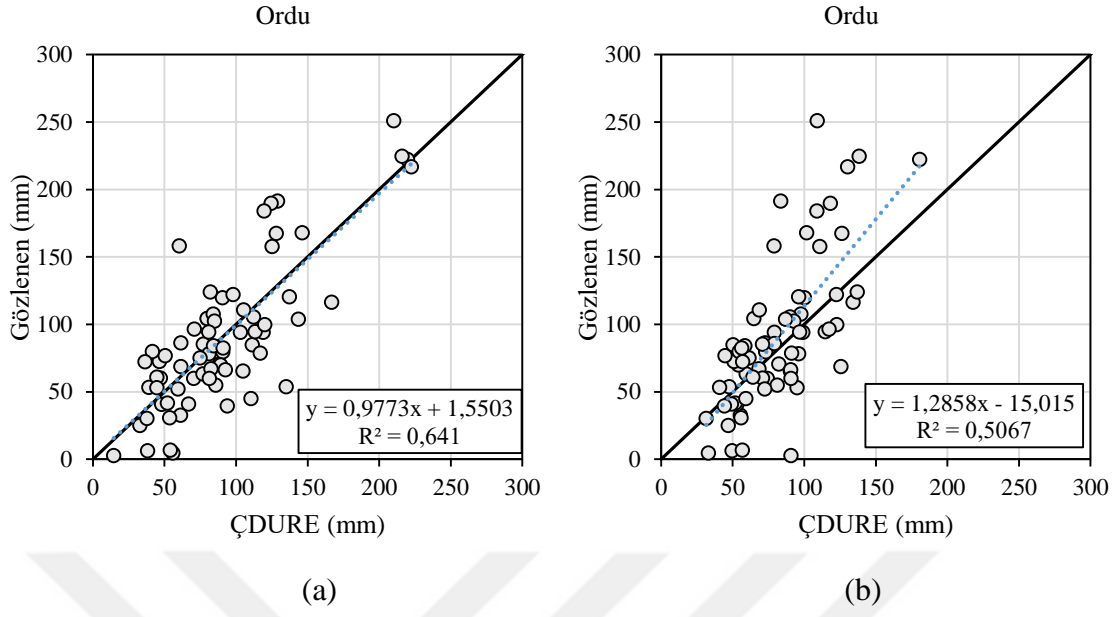 Ordu
300
250
200
150
100
50
0
Gözlenen (mm)
y = 0,9773x + 1,5503
R² = 0,641
0 50 100 150 200 250 300
ÇDURE (mm)
(a)
Ordu
300
250
200
150
100
50
0
Gözlenen (mm)
y = 1,2858x - 15,015
R² = 0,5067
0 50 100 150 200 250 300
ÇDURE (mm)
(b)